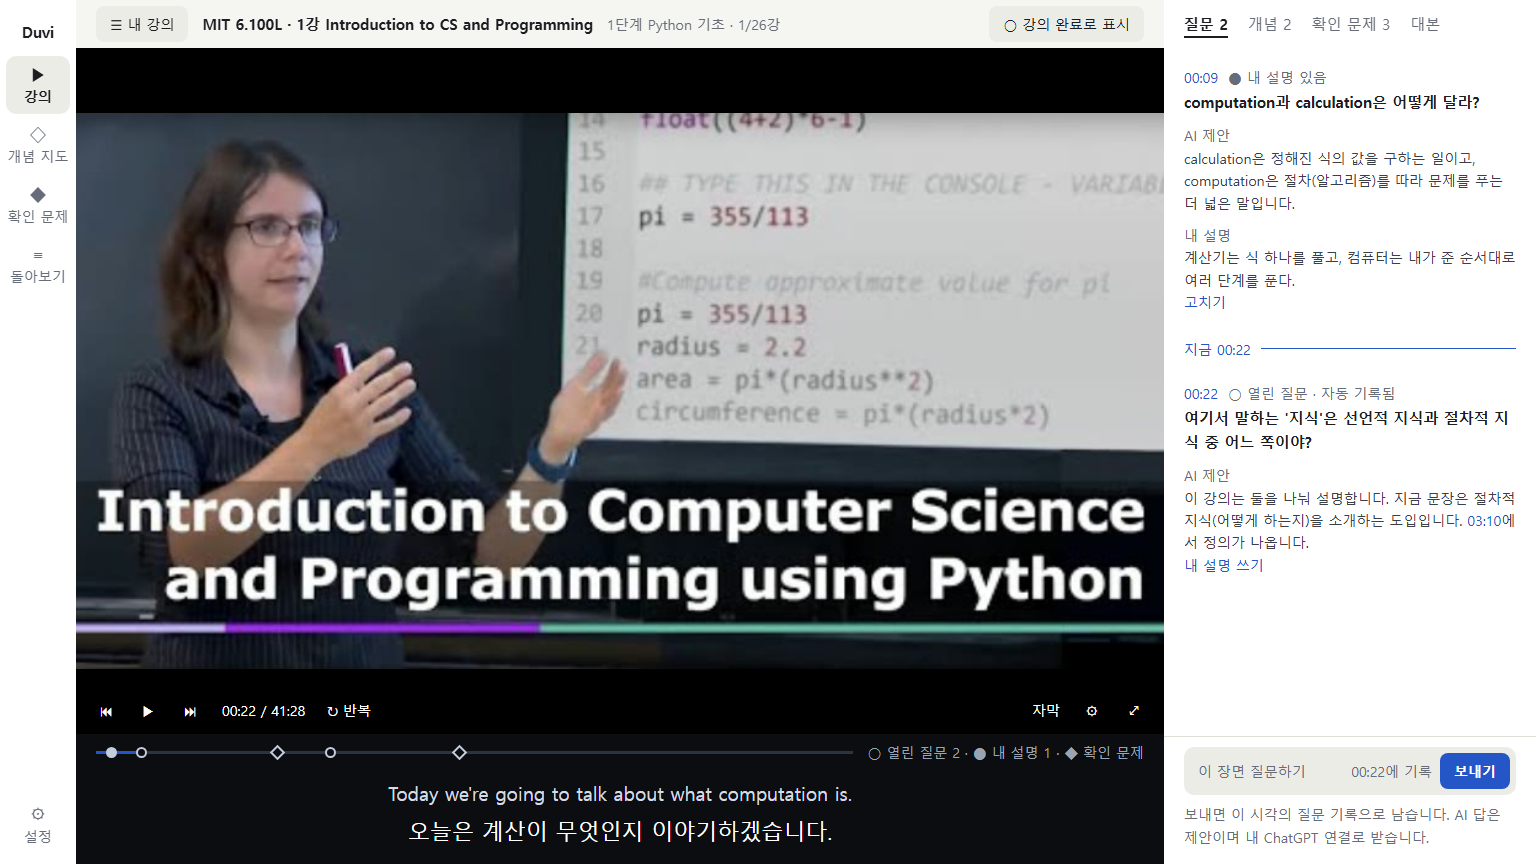 Duvi
▶
강의
개념 지도
확인 문제
돌아보기
설정
☰ 내 강의
MIT 6.100L · 1강 Introduction to CS and Programming
1단계 Python 기초 · 1/26강
○ 강의 완료로 표시
14 float((4+2)*6-1)
15
16 ## TYPE THIS IN THE CONSOLE - VARIABL
17 pi = 355/113
18
19 #Compute approximate value for pi
20 pi = 355/113
21 radius = 2.2
area = pi*(radius**2)
circumference = pi*(radius*2)
Introduction to Computer Science
and Programming using Python
00:22 / 41:28
↻ 반복
자막
○ 열린 질문 2 · ● 내 설명 1 · ◆ 확인 문제
Today we're going to talk about what computation is.
오늘은 계산이 무엇인지 이야기하겠습니다.
질문 2
개념 2
확인 문제 3
대본
00:09 ● 내 설명 있음
computation과 calculation은 어떻게 달라?
AI 제안
calculation은 정해진 식의 값을 구하는 일이고,
computation은 절차(알고리즘)를 따라 문제를 푸는
더 넓은 말입니다.
내 설명
계산기는 식 하나를 풀고, 컴퓨터는 내가 준 순서대로
여러 단계를 푼다.
고치기
지금 00:22
00:22 ○ 열린 질문 · 자동 기록됨
여기서 말하는 '지식'은 선언적 지식과 절차적 지
식 중 어느 쪽이야?
AI 제안
이 강의는 둘을 나눠 설명합니다. 지금 문장은 절차적
지식(어떻게 하는지)을 소개하는 도입입니다. 03:10에
서 정의가 나옵니다.
내 설명 쓰기
이 장면 질문하기
00:22에 기록
보내기
보내면 이 시각의 질문 기록으로 남습니다. AI 답은
제안이며 내 ChatGPT 연결로 받습니다.